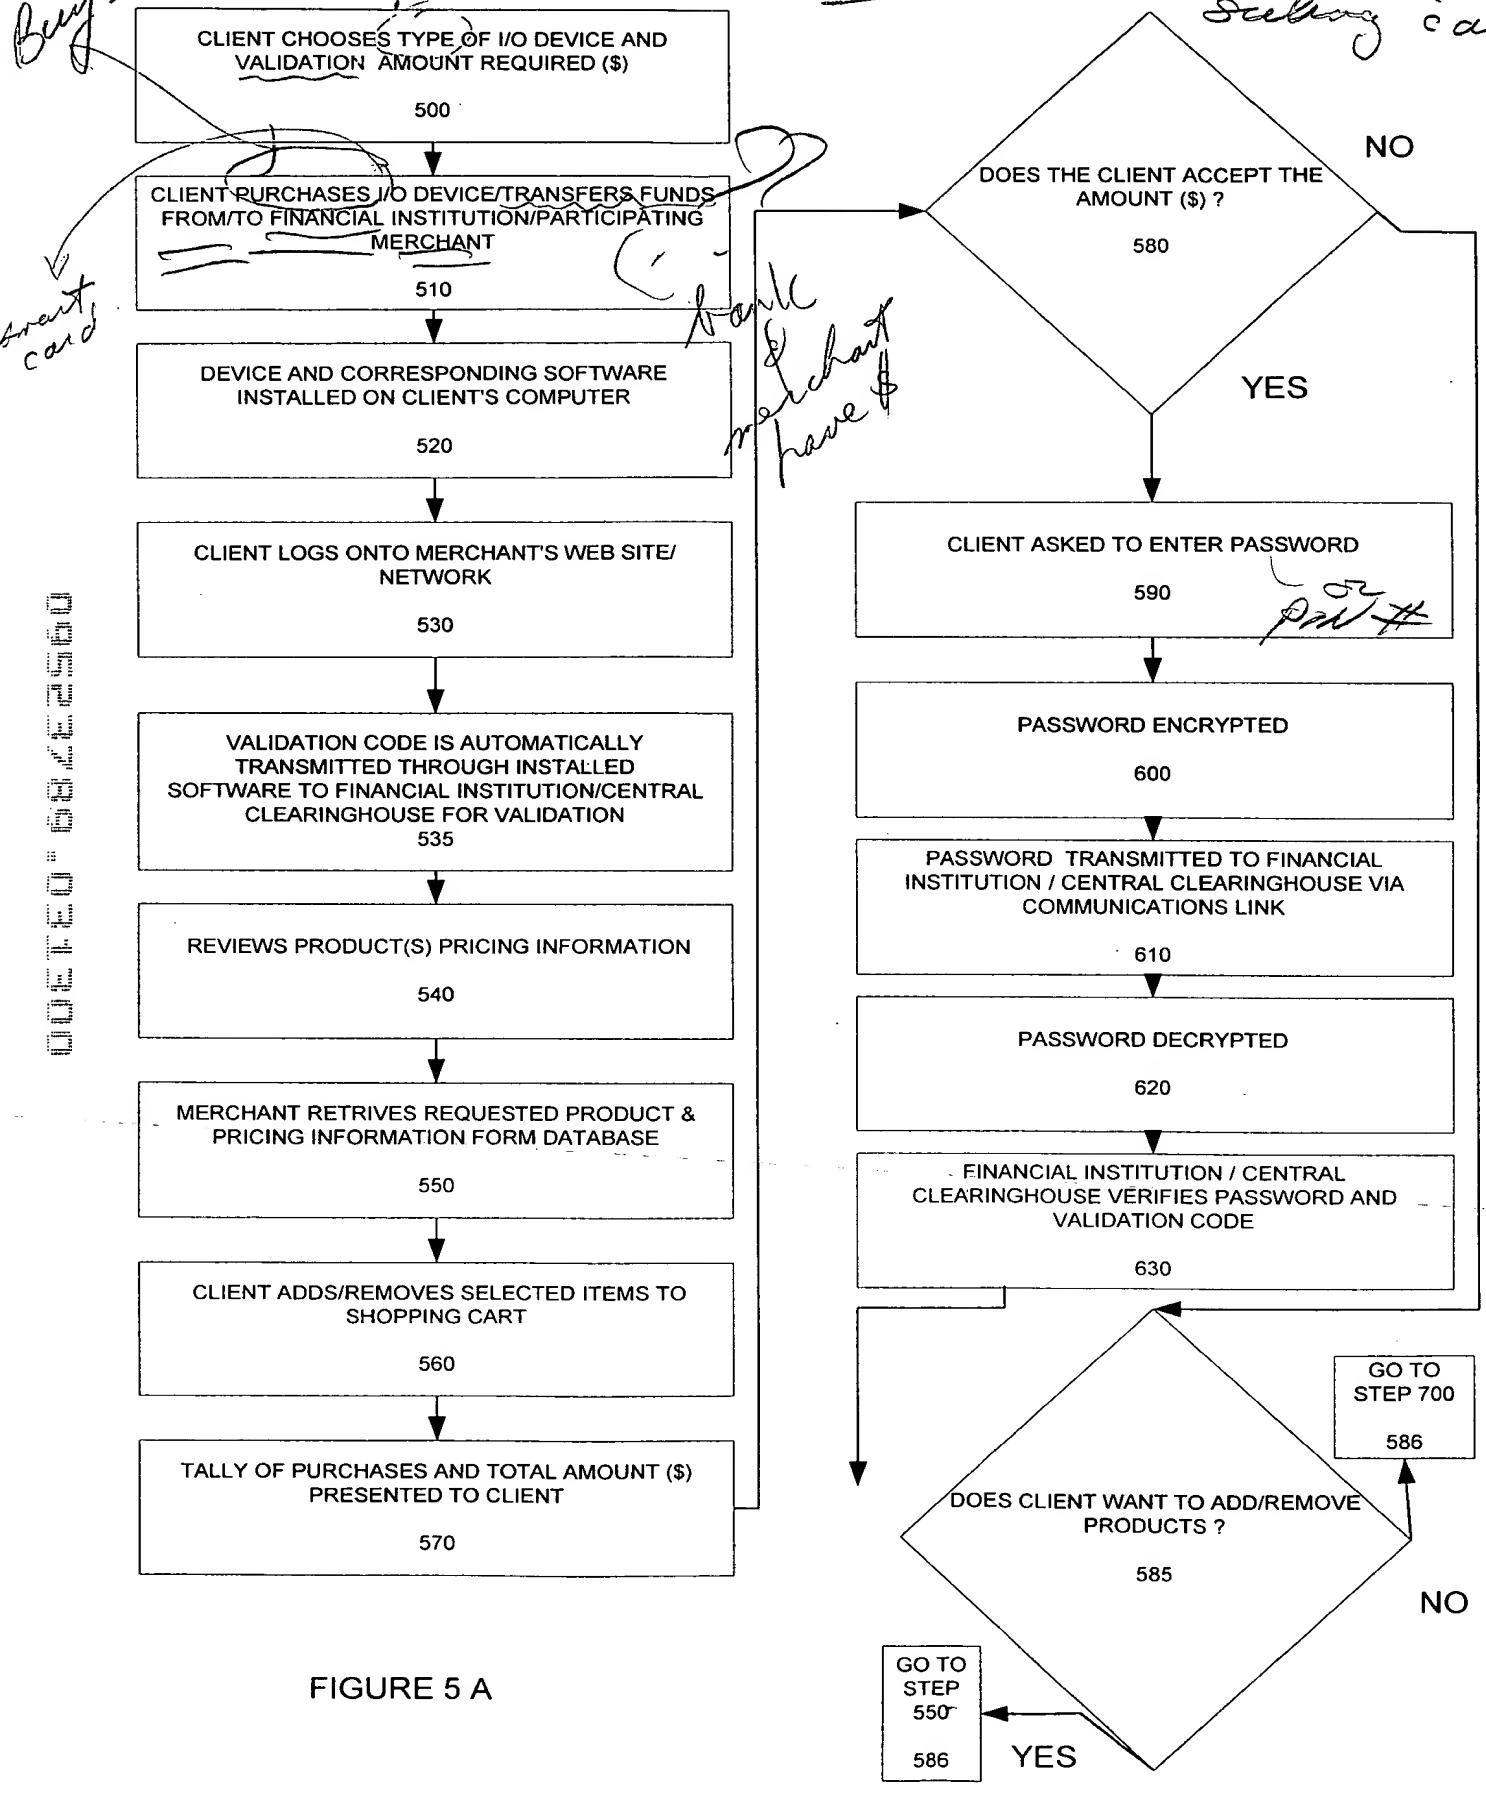 Buy
CLIENT CHOOSES TYPE OF I/O DEVICE AND
VALIDATION AMOUNT REQUIRED ($)
500
CLIENT PURCHASES I/O DEVICE/TRANSFERS FUNDS
FROM/TO FINANCIAL INSTITUTION/PARTICIPATING
MERCHANT
510
smart
card
bank
&
merchant
have $
DEVICE AND CORRESPONDING SOFTWARE
INSTALLED ON CLIENT'S COMPUTER
520
CLIENT LOGS ONTO MERCHANT'S WEB SITE/
NETWORK
530
VALIDATION CODE IS AUTOMATICALLY
TRANSMITTED THROUGH INSTALLED
SOFTWARE TO FINANCIAL INSTITUTION/CENTRAL
CLEARINGHOUSE FOR VALIDATION
535
REVIEWS PRODUCT(S) PRICING INFORMATION
540
MERCHANT RETRIVES REQUESTED PRODUCT &
PRICING INFORMATION FORM DATABASE
550
CLIENT ADDS/REMOVES SELECTED ITEMS TO
SHOPPING CART
560
TALLY OF PURCHASES AND TOTAL AMOUNT ($)
PRESENTED TO CLIENT
570
09523789.031300
FIGURE 5 A
DOES THE CLIENT ACCEPT THE
AMOUNT ($) ?
580
NO
YES
CLIENT ASKED TO ENTER PASSWORD
590
or
PIN #
PASSWORD ENCRYPTED
600
PASSWORD TRANSMITTED TO FINANCIAL
INSTITUTION / CENTRAL CLEARINGHOUSE VIA
COMMUNICATIONS LINK
610
PASSWORD DECRYPTED
620
FINANCIAL INSTITUTION / CENTRAL
CLEARINGHOUSE VERIFIES PASSWORD AND
VALIDATION CODE
630
GO TO
STEP 700
586
DOES CLIENT WANT TO ADD/REMOVE
PRODUCTS ?
585
NO
GO TO
STEP
550
586
YES